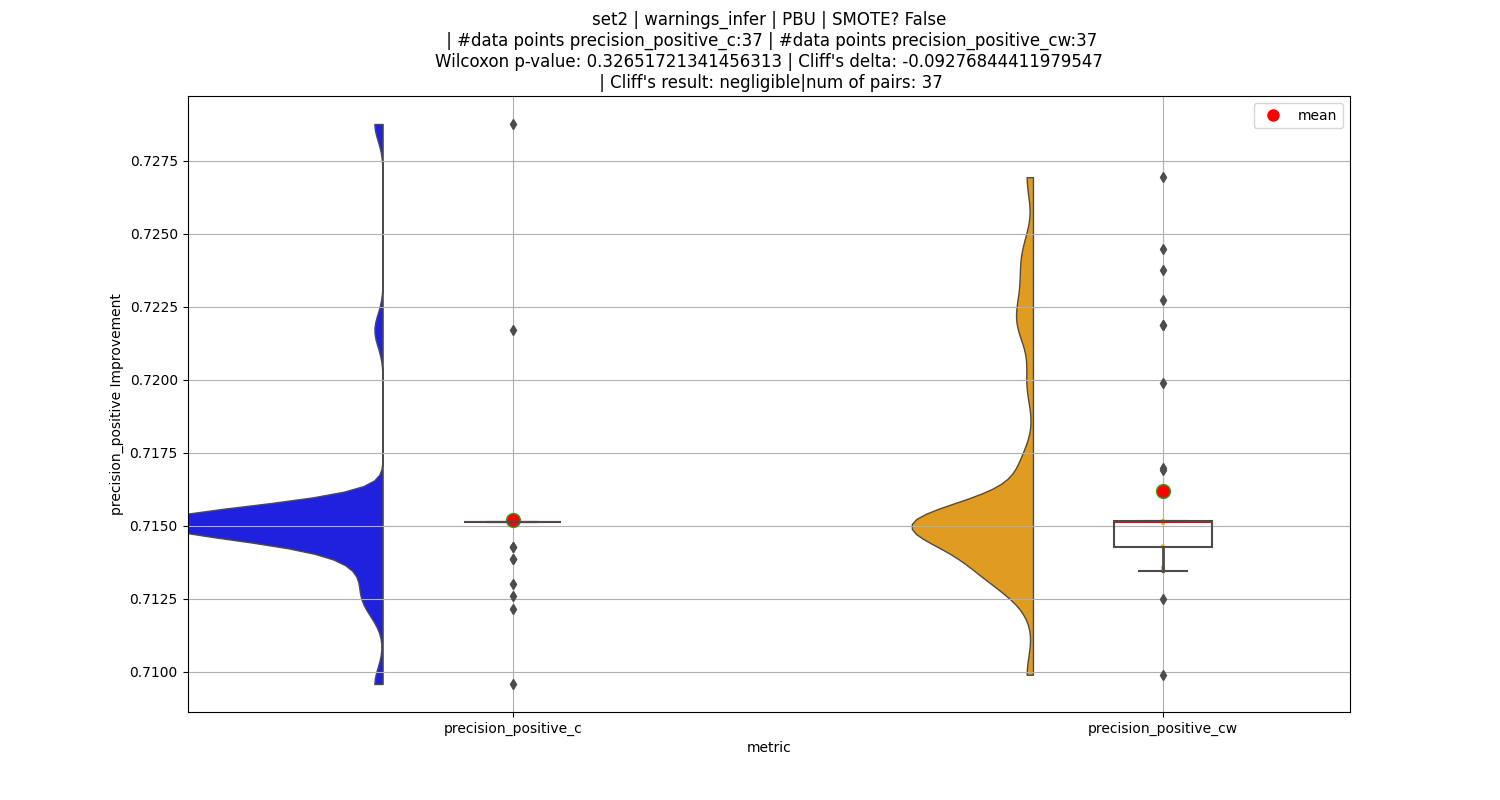 set2 | warnings_infer | PBU | SMOTE? False
| #data points precision_positive_c:37 | #data points precision_positive_cw:37
Wilcoxon p-value: 0.32651721341456313 | Cliff's delta: -0.09276844411979547
| Cliff's result: negligible|num of pairs: 37
mean
0.7275
0.7250
0.7225
0.7200
0.7175
0.7150
0.7125
0.7100
precision_positive Improvement
precision_positive_c
precision_positive_cw
metric